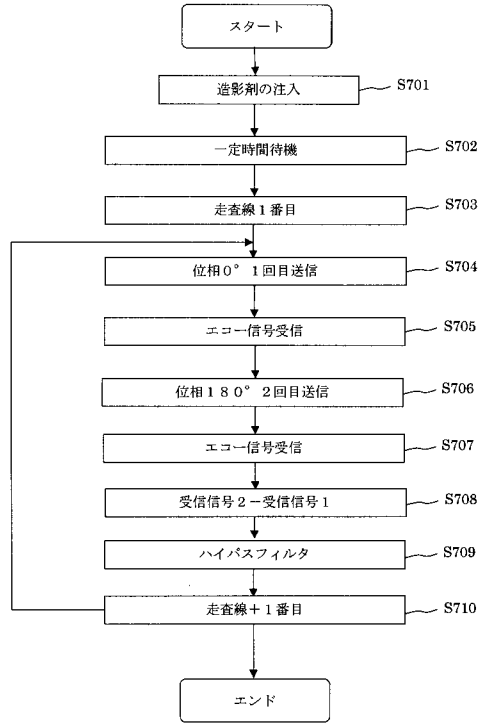 スタート
造影剤の注入 S701
一定時間待機 S702
走査線1番目 S703
位相0° 1回目送信 S704
エコー信号受信 S705
位相180° 2回目送信 S706
エコー信号受信 S707
受信信号2-受信信号1 S708
ハイパスフィルタ S709
走査線+1番目 S710
エンド